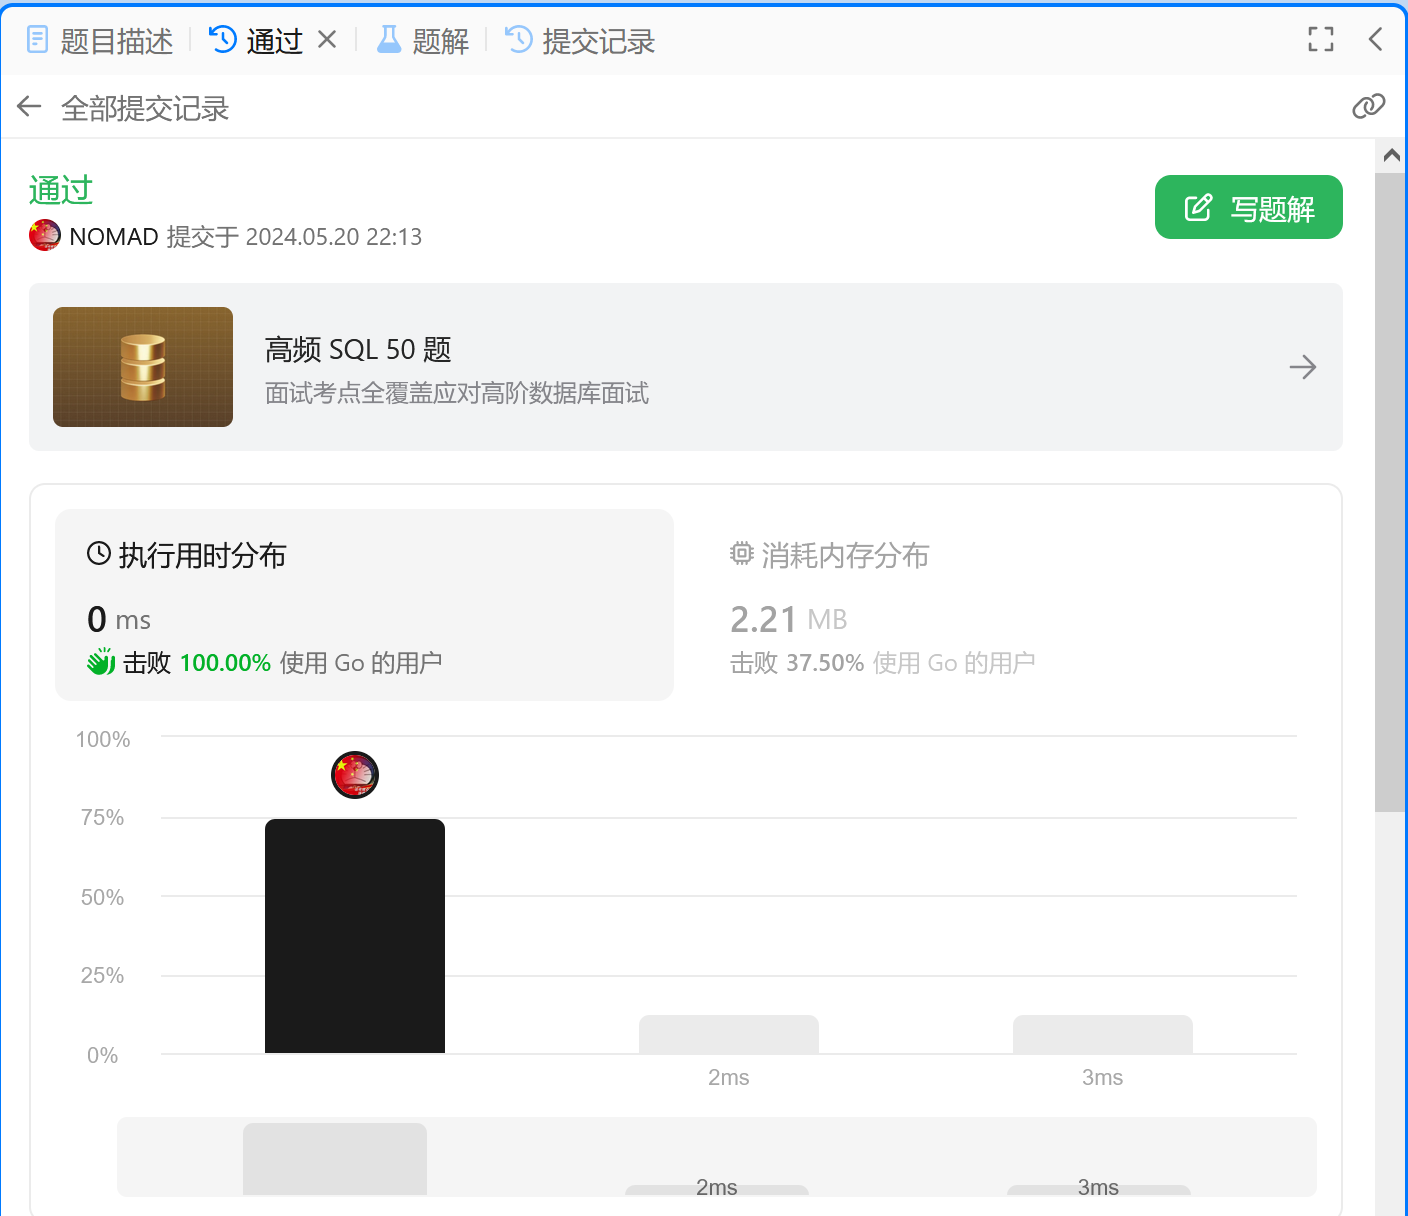 题目描述 通过 题解 提交记录
全部提交记录
通过
写题解
NOMAD 提交于 2024.05.20 22:13
高频 SQL 50 题
面试考点全覆盖应对高阶数据库面试
执行用时分布
0 ms
击败 100.00% 使用 Go 的用户
消耗内存分布
2.21 MB
击败 37.50% 使用 Go 的用户
100%
75%
50%
25%
0%
2ms 3ms
2ms 3ms